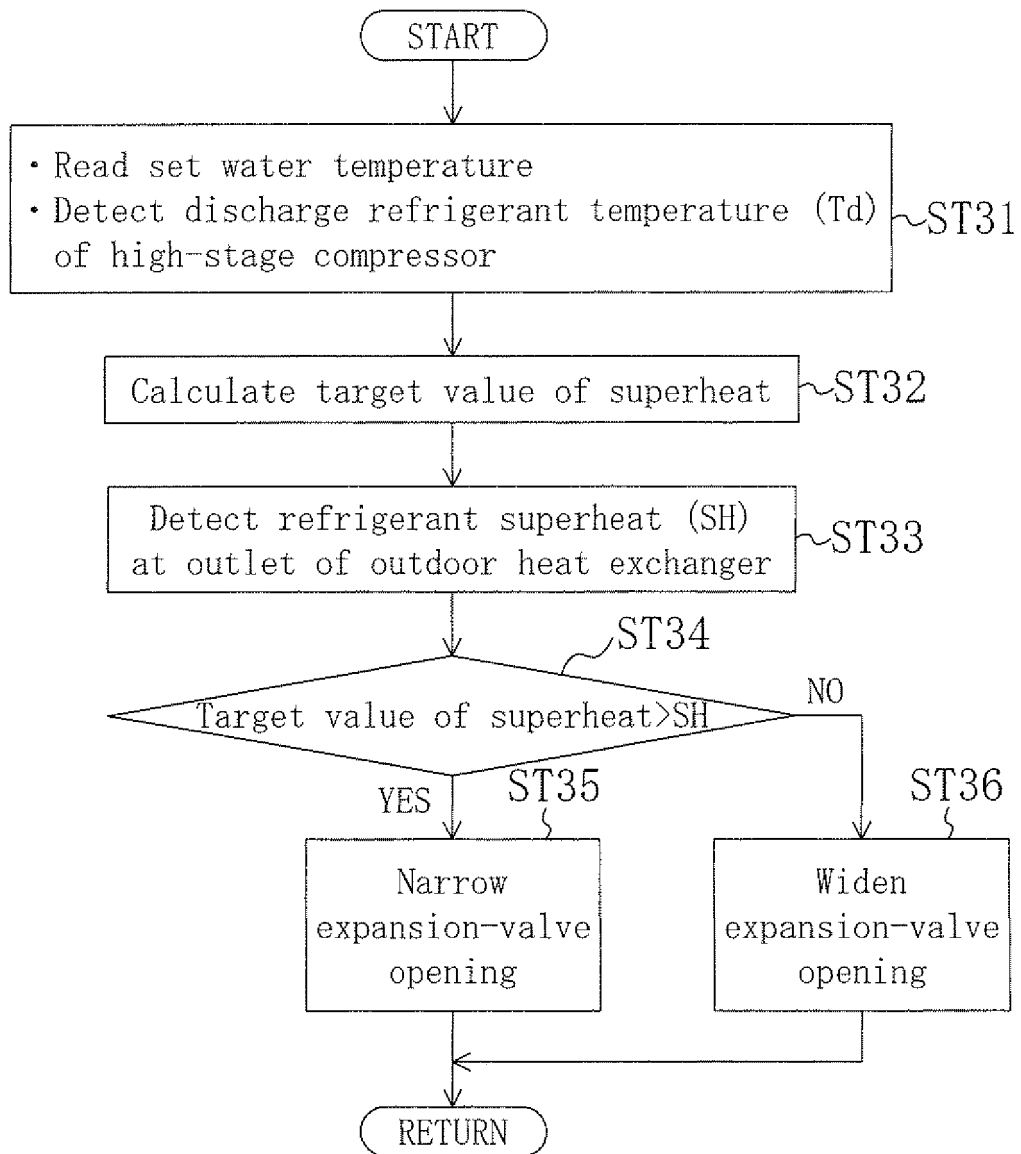 START
・Read set water temperature
・Detect discharge refrigerant temperature (Td)
of high-stage compressor
ST31
Calculate target value of superheat
ST32
Detect refrigerant superheat (SH)
at outlet of outdoor heat exchanger
ST33
ST34
Target value of superheat>SH
NO
YES
ST35
ST36
Narrow
expansion-valve
opening
Widen
expansion-valve
opening
RETURN